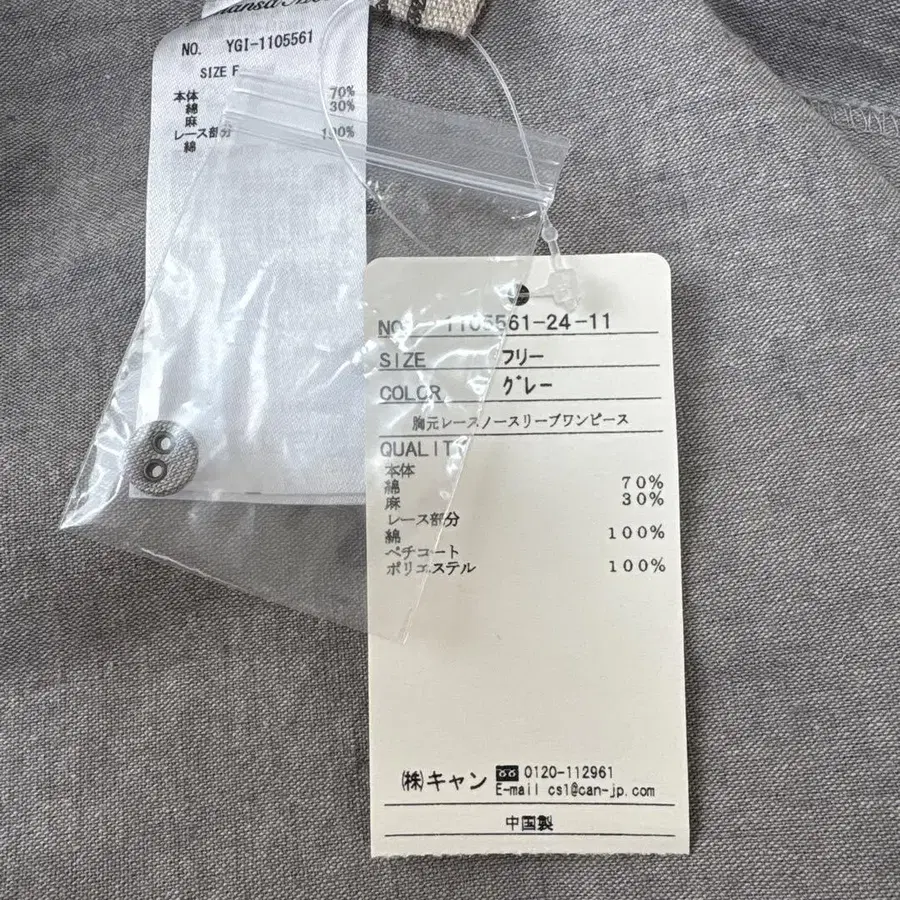 NO. YGI-1105561
SIZE F
本体
綿 70%
麻 30%
レース部分
綿 100%
NO. 1105561-24-11
SIZE フリー
COLOR グレー
胸元レースノースリーブワンピース
QUALITY
本体
綿 70%
麻 30%
レース部分
綿 100%
ペチコート
ポリエステル 100%
㈱キャン 0120-112961
E-mail cs1@can-jp.com
中国製